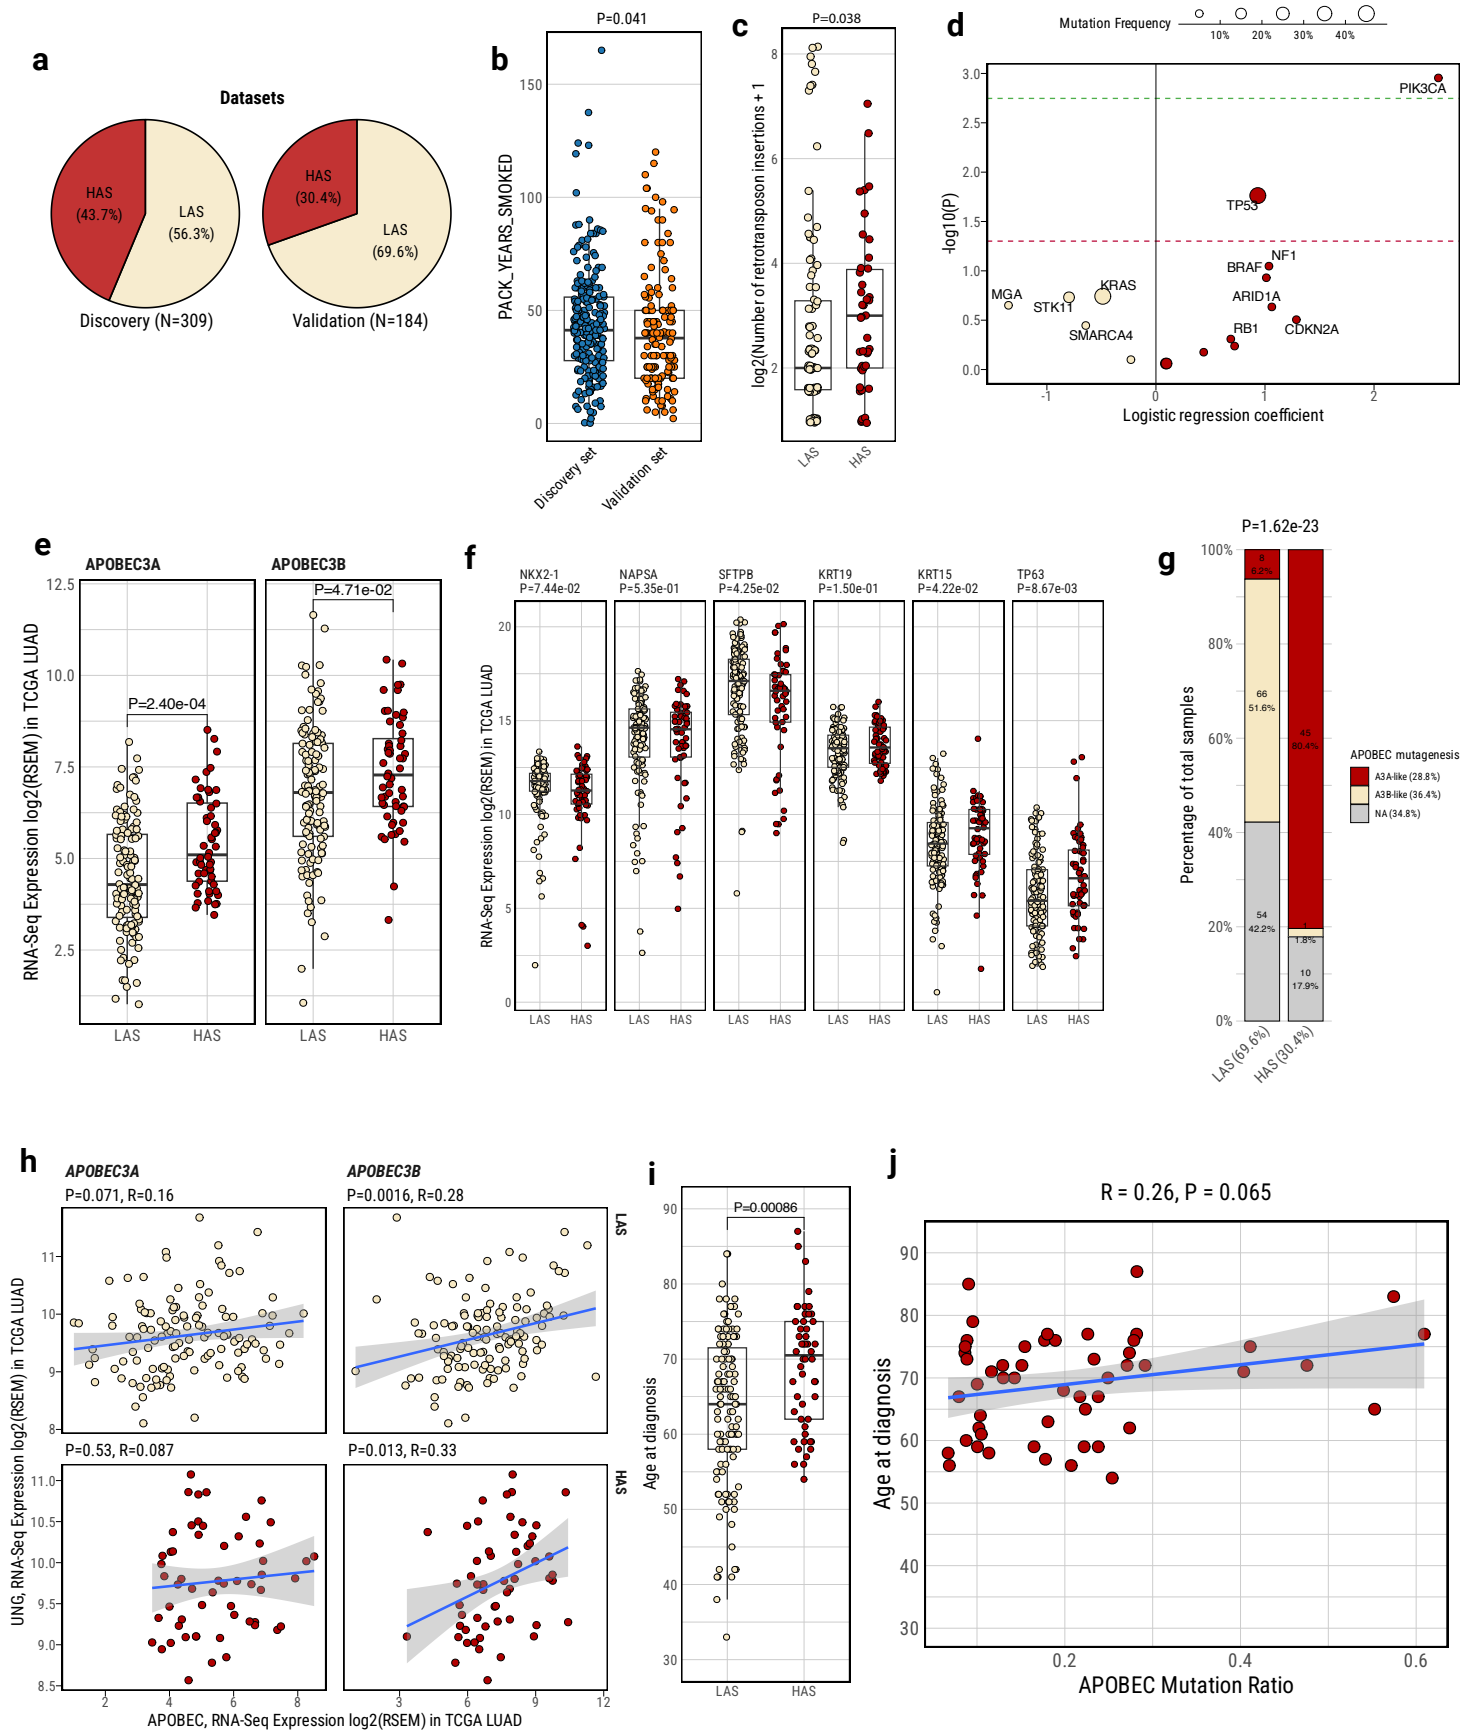 a
Datasets
HAS
(43.7%)
LAS
(56.3%)
Discovery (N=309)
HAS
(30.4%)
LAS
(69.6%)
Validation (N=184)
b
P=0.041
PACK_YEARS_SMOKED
150
100
50
0
Discovery set
Validation set
c
P=0.038
log2(Number of retrotransposon insertions + 1
8
6
4
2
LAS
HAS
d
Mutation Frequency
10%
20%
30%
40%
-log10(P)
3.0
2.5
2.0
1.5
1.0
0.5
0.0
PIK3CA
TP53
NF1
BRAF
ARID1A
CDKN2A
RB1
MGA
STK11
KRAS
SMARCA4
-1
0
1
2
Logistic regression coefficient
e
APOBEC3A
APOBEC3B
RNA-Seq Expression log2(RSEM) in TCGA LUAD
12.5
10.0
7.5
5.0
2.5
P=2.40e-04
P=4.71e-02
LAS
HAS
LAS
HAS
f
NKX2-1
P=7.44e-02
NAPSA
P=5.35e-01
SFTPB
P=4.25e-02
KRT19
P=1.50e-01
KRT15
P=4.22e-02
TP63
P=8.67e-03
RNA-Seq Expression log2(RSEM) in TCGA LUAD
20
15
10
5
0
LAS
HAS
LAS
HAS
LAS
HAS
LAS
HAS
LAS
HAS
LAS
HAS
g
P=1.62e-23
Percentage of total samples
100%
80%
60%
40%
20%
0%
8
6.2%
66
51.6%
54
42.2%
45
80.4%
1
1.8%
10
17.9%
LAS (69.6%)
HAS (30.4%)
APOBEC mutagenesis
A3A-like (28.8%)
A3B-like (36.4%)
NA (34.8%)
h
APOBEC3A
P=0.071, R=0.16
APOBEC3B
P=0.0016, R=0.28
LAS
11
10
9
8
P=0.53, R=0.087
P=0.013, R=0.33
HAS
11.0
10.5
10.0
9.5
9.0
8.5
UNG, RNA-Seq Expression log2(RSEM) in TCGA LUAD
2
4
6
8
3
6
9
12
APOBEC, RNA-Seq Expression log2(RSEM) in TCGA LUAD
i
P=0.00086
Age at diagnosis
90
80
70
60
50
40
30
LAS
HAS
j
R = 0.26, P = 0.065
Age at diagnosis
90
80
70
60
50
40
30
0.2
0.4
0.6
APOBEC Mutation Ratio